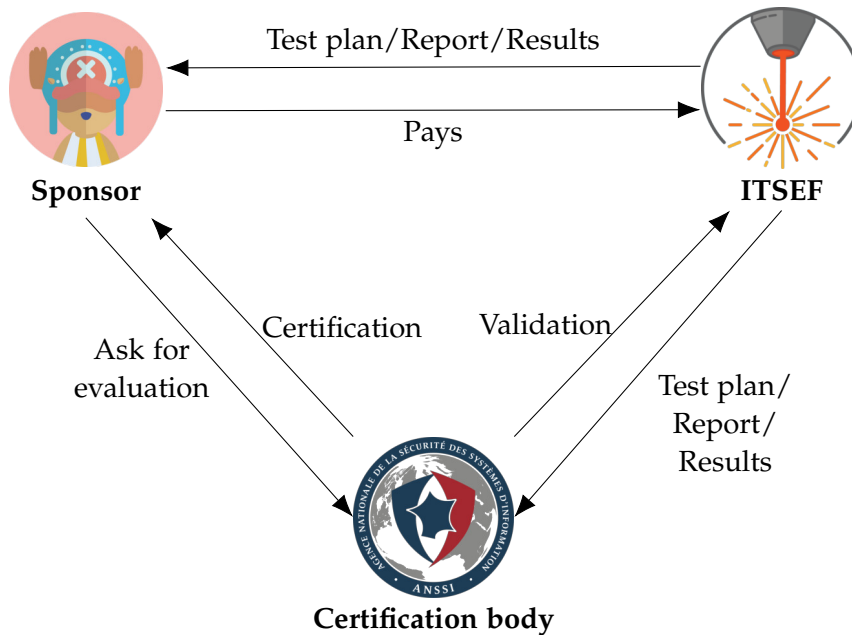 Test plan/Report/Results
Pays
Sponsor
ITSEF
Certification
Validation
Ask for
evaluation
Test plan/
Report/
Results
AGENCE NATIONALE DE LA SÉCURITÉ DES SYSTÈMES D'INFORMATION
• ANSSI •
Certification body